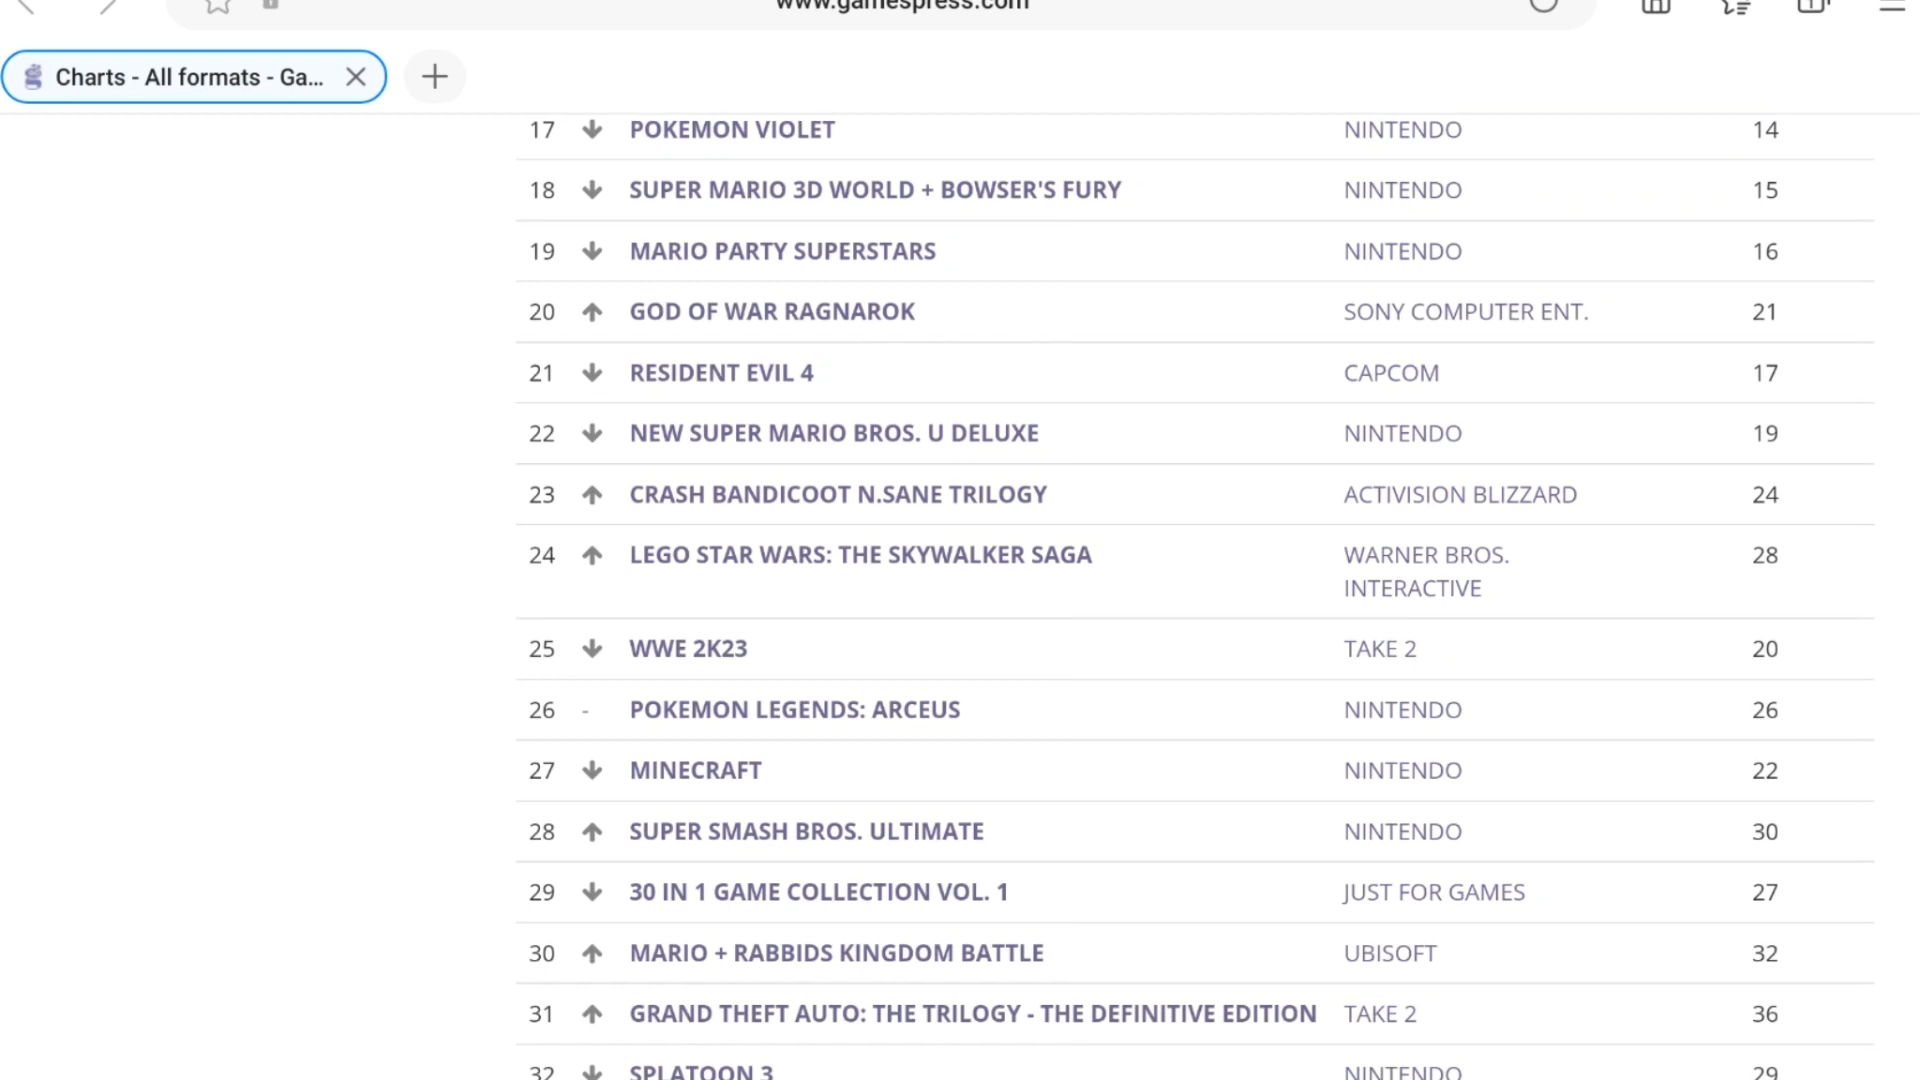 www.gamespress.com
Charts - All formats - Ga...
17 POKEMON VIOLET NINTENDO 14
18 SUPER MARIO 3D WORLD + BOWSER'S FURY NINTENDO 15
19 MARIO PARTY SUPERSTARS NINTENDO 16
20 GOD OF WAR RAGNAROK SONY COMPUTER ENT. 21
21 RESIDENT EVIL 4 CAPCOM 17
22 NEW SUPER MARIO BROS. U DELUXE NINTENDO 19
23 CRASH BANDICOOT N.SANE TRILOGY ACTIVISION BLIZZARD 24
24 LEGO STAR WARS: THE SKYWALKER SAGA WARNER BROS. 28
INTERACTIVE
25 WWE 2K23 TAKE 2 20
26 - POKEMON LEGENDS: ARCEUS NINTENDO 26
27 MINECRAFT NINTENDO 22
28 SUPER SMASH BROS. ULTIMATE NINTENDO 30
29 30 IN 1 GAME COLLECTION VOL. 1 JUST FOR GAMES 27
30 MARIO + RABBIDS KINGDOM BATTLE UBISOFT 32
31 GRAND THEFT AUTO: THE TRILOGY - THE DEFINITIVE EDITION TAKE 2 36
32 SPLATOON 3 NINTENDO 29